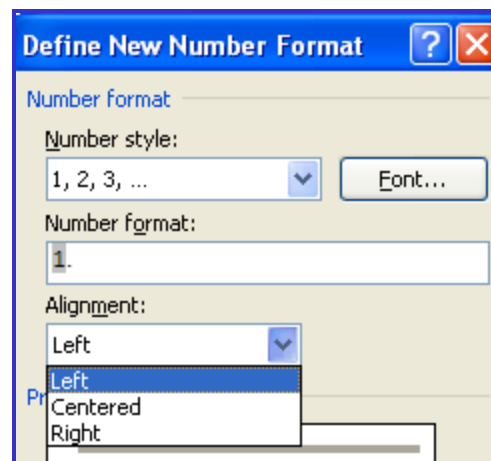 Define New Number Format ?
Number format
Number style:
1, 2, 3, ...
Font...
Number format:
1.
Alignment:
Left
Left
Pr
Centered
Right